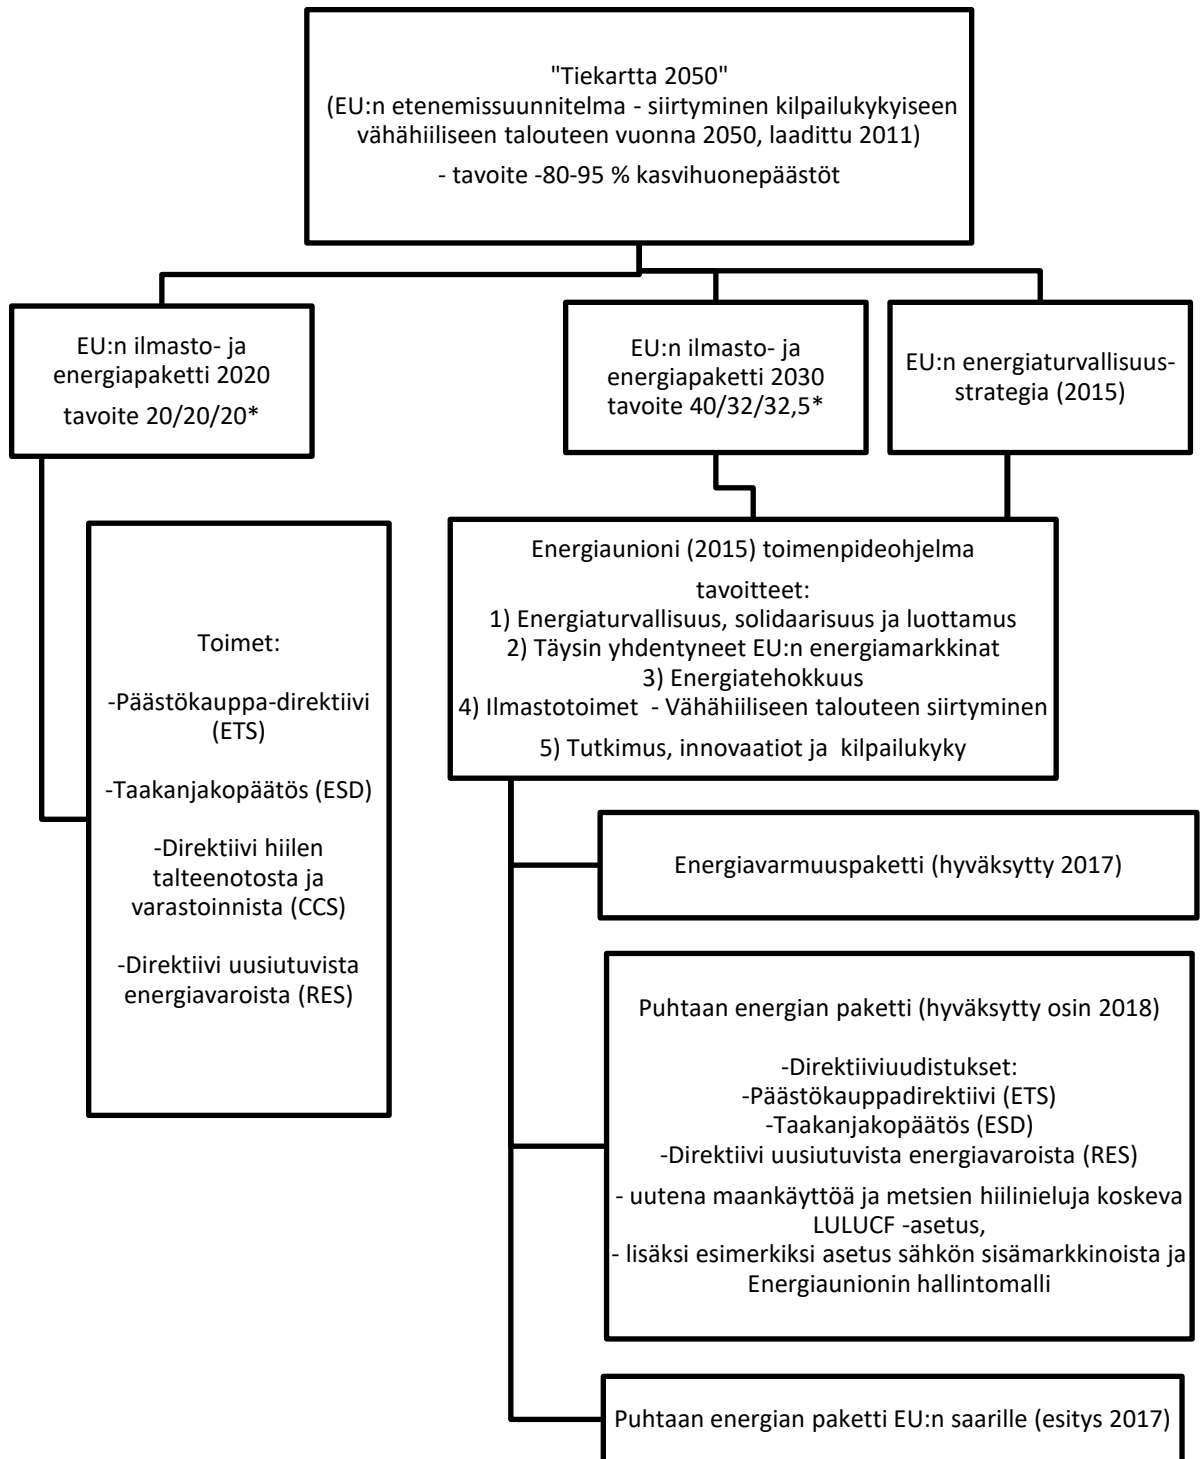 "Tiekartta 2050"
(EU:n etenemissuunnitelma - siirtyminen kilpailukykyiseen
vähähiiliseen talouteen vuonna 2050, laadittu 2011)
- tavoite -80-95 % kasvihuonepäästöt
EU:n ilmasto- ja
energiapaketti 2020
tavoite 20/20/20*
EU:n ilmasto- ja
energiapaketti 2030
tavoite 40/32/32,5*
EU:n energiaturvallisuus-
strategia (2015)
Toimet:
-Päästökauppa-direktiivi
(ETS)
-Taakanjakopäätös (ESD)
-Direktiivi hiilen
talteenotosta ja
varastoinnista (CCS)
-Direktiivi uusiutuvista
energiavaroista (RES)
Energiaunioni (2015) toimenpideohjelma
tavoitteet:
1) Energiaturvallisuus, solidaarisuus ja luottamus
2) Täysin yhdentyneet EU:n energiamarkkinat
3) Energiatehokkuus
4) Ilmastotoimet - Vähähiiliseen talouteen siirtyminen
5) Tutkimus, innovaatiot ja kilpailukyky
Energiavarmuuspaketti (hyväksytty 2017)
Puhtaan energian paketti (hyväksytty osin 2018)
-Direktiiviuudistukset:
-Päästökauppadirektiivi (ETS)
-Taakanjakopäätös (ESD)
-Direktiivi uusiutuvista energiavaroista (RES)
- uutena maankäyttöä ja metsien hiilinieluja koskeva
LULUCF -asetus,
- lisäksi esimerkiksi asetus sähkön sisämarkkinoista ja
Energiaunionin hallintomalli
Puhtaan energian paketti EU:n saarille (esitys 2017)